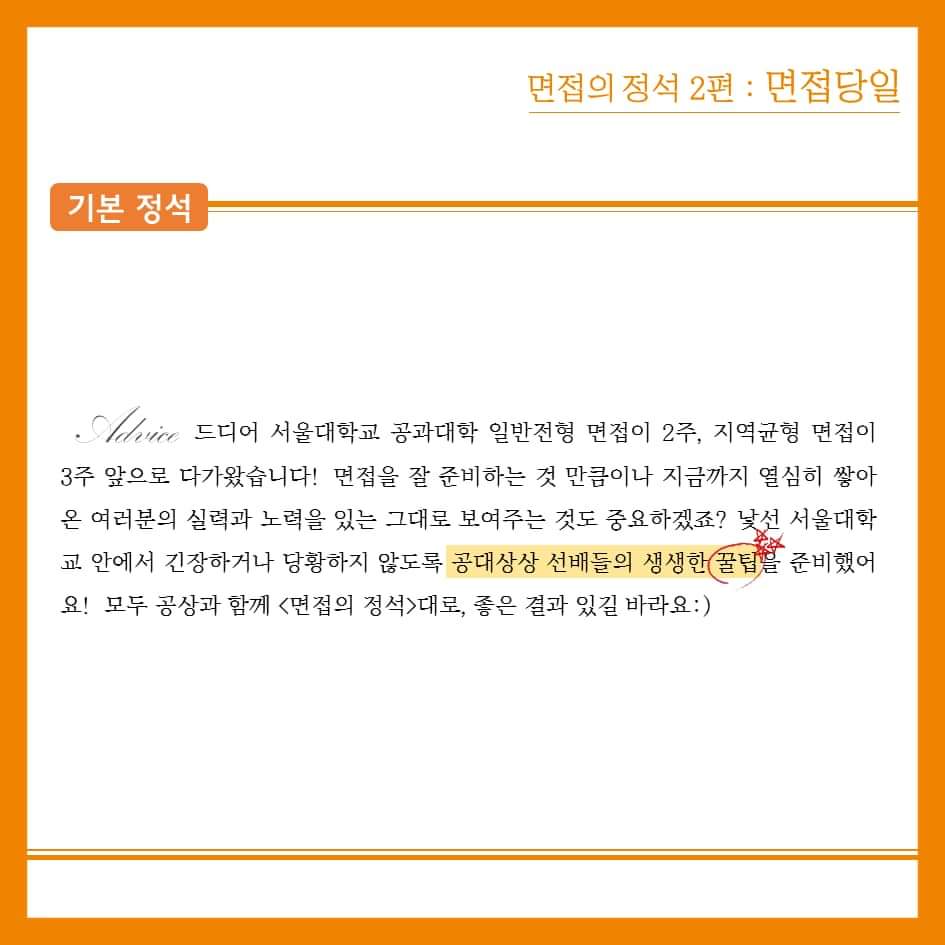 면접의 정석 2편 : 면접당일
기본 정석
Advice 드디어 서울대학교 공과대학 일반전형 면접이 2주, 지역균형 면접이
3주 앞으로 다가왔습니다! 면접을 잘 준비하는 것 만큼이나 지금까지 열심히 쌓아
온 여러분의 실력과 노력을 있는 그대로 보여주는 것도 중요하겠죠? 낯선 서울대학
교 안에서 긴장하거나 당황하지 않도록 공대상상 선배들의 생생한 꿀팁을 준비했어
요! 모두 공상과 함께 <면접의 정석>대로, 좋은 결과 있길 바라요:)